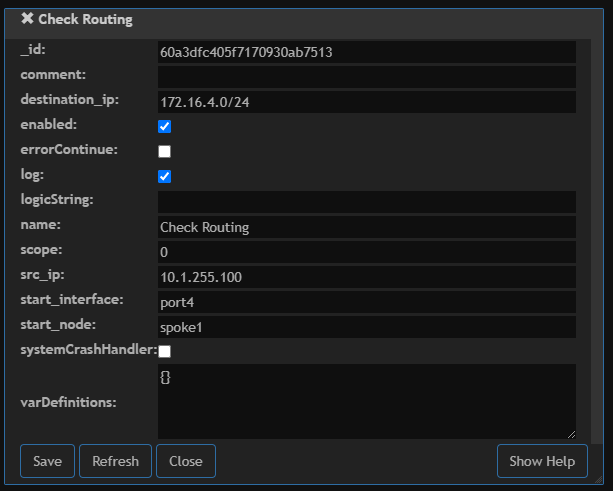 ✖ Check Routing
_id: 60a3dfc405f7170930ab7513
comment:
destination_ip: 172.16.4.0/24
enabled:
errorContinue:
log:
logicString:
name: Check Routing
scope: 0
src_ip: 10.1.255.100
start_interface: port4
start_node: spoke1
systemCrashHandler:
varDefinitions: {}
Save Refresh Close Show Help